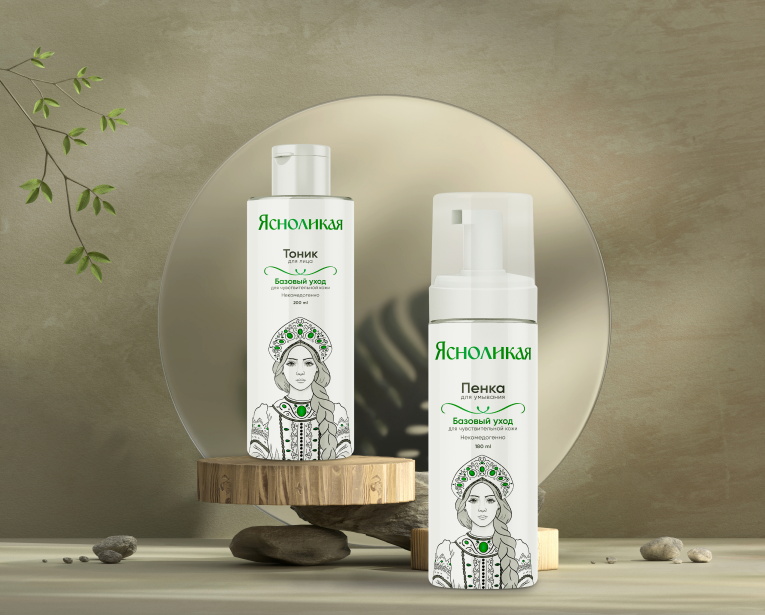 Ясноликая
Тоник
для лица
Базовый уход
для чувствительной кожи
Некомедогенно
200 ml
Ясноликая
Пенка
для умывания
Базовый уход
для чувствительной кожи
Некомедогенно
180 ml